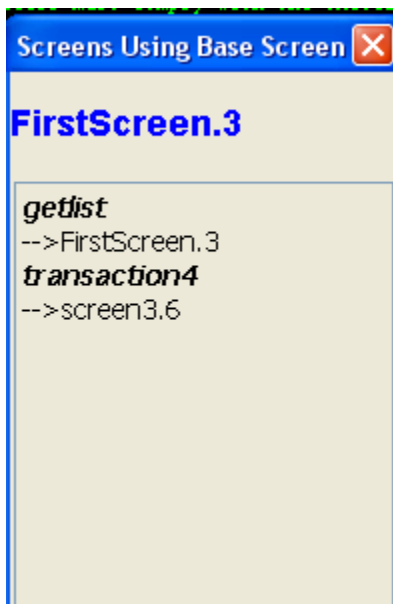 Screens Using Base Screen
FirstScreen.3
getlist
-->FirstScreen.3
transaction4
-->screen3.6